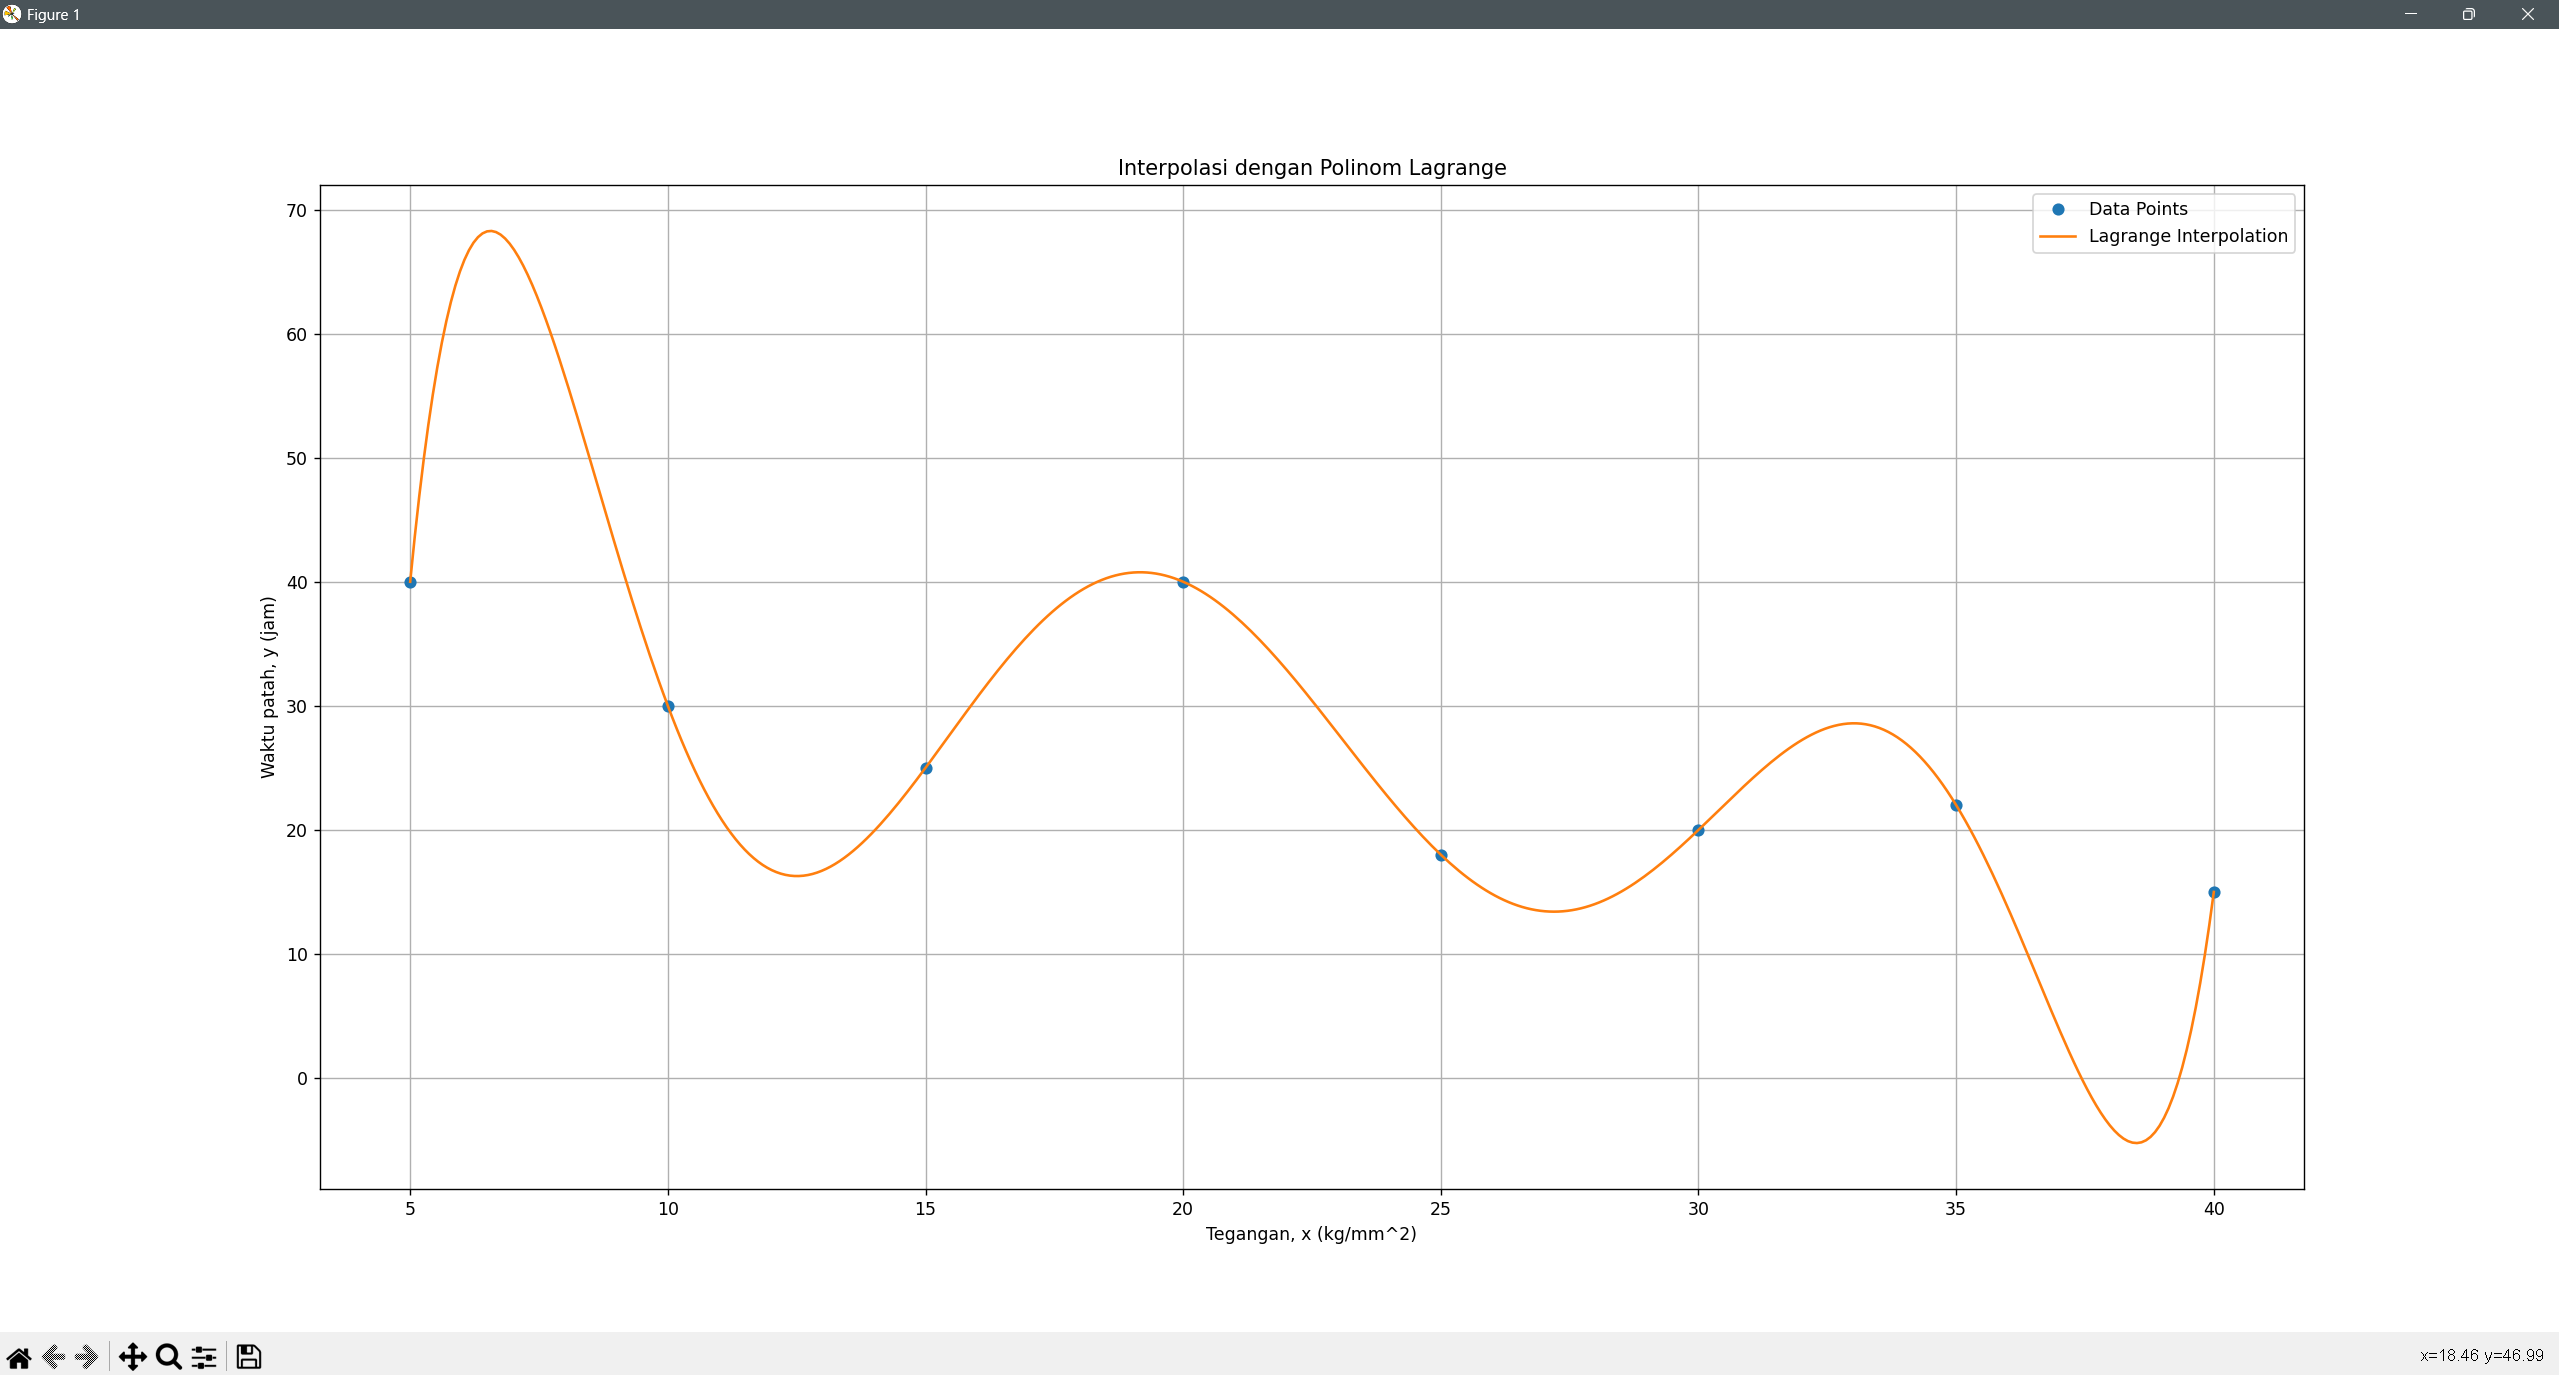 Figure 1
Interpolasi dengan Polinom Lagrange
Data Points
Lagrange Interpolation
70
60
50
40
30
20
10
0
Waktu patah, y (jam)
5 10 15 20 25 30 35 40
Tegangan, x (kg/mm^2)
x=18.46 y=46.99